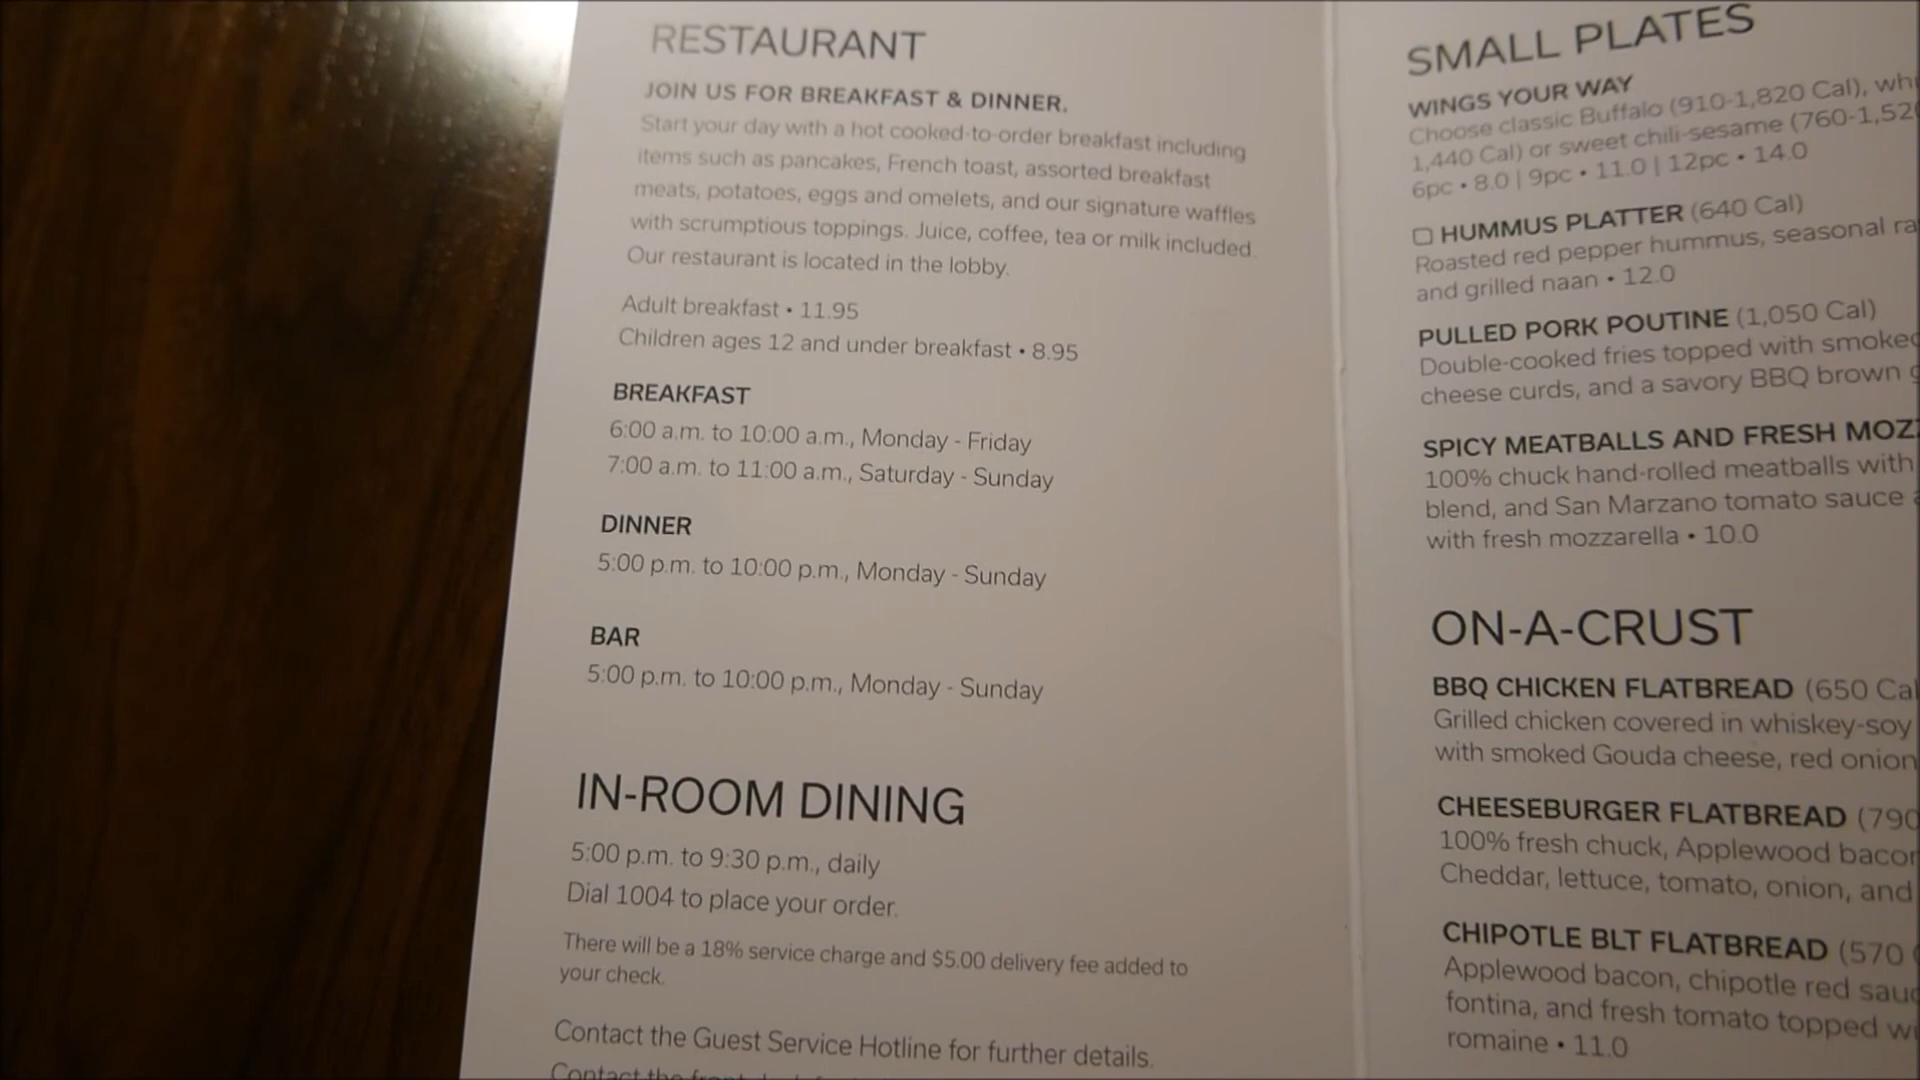 RESTAURANT
JOIN US FOR BREAKFAST & DINNER.
Start your day with a hot cooked-to-order breakfast including
items such as pancakes, French toast, assorted breakfast
meats, potatoes, eggs and omelets, and our signature waffles
with scrumptious toppings. Juice, coffee, tea or milk included.
Our restaurant is located in the lobby.
Adult breakfast • 11.95
Children ages 12 and under breakfast • 8.95
BREAKFAST
6:00 a.m. to 10:00 a.m., Monday - Friday
7:00 a.m. to 11:00 a.m., Saturday - Sunday
DINNER
5:00 p.m. to 10:00 p.m., Monday - Sunday
BAR
5:00 p.m. to 10:00 p.m., Monday - Sunday
IN-ROOM DINING
5:00 p.m. to 9:30 p.m., daily
Dial 1004 to place your order.
There will be a 18% service charge and $5.00 delivery fee added to
your check.
Contact the Guest Service Hotline for further details.
Contact the
SMALL PLATES
WINGS YOUR WAY
Choose classic Buffalo (910-1,820 Cal),
1,440 Cal) or sweet chili-sesame (760-1,52
6pc • 8.0 | 9pc • 11.0 | 12pc • 14.0
☐ HUMMUS PLATTER (640 Cal)
Roasted red pepper hummus, seasonal
and grilled naan • 12.0
PULLED PORK POUTINE (1,050 Cal)
Double-cooked fries topped with smoked
cheese curds, and a savory BBQ brown
SPICY MEATBALLS AND FRESH
100% chuck hand-rolled meatballs with
blend, and San Marzano tomato sauce
with fresh mozzarella • 10.0
ON-A-CRUST
BBQ CHICKEN FLATBREAD (650 Cal
Grilled chicken covered in whiskey-soy
with smoked Gouda cheese, red onion
CHEESEBURGER FLATBREAD (790
100% fresh chuck, Applewood bacon
Cheddar, lettuce, tomato, onion, and
CHIPOTLE BLT FLATBREAD (570
Applewood bacon, chipotle red
fontina, and fresh tomato topped
romaine • 11.0